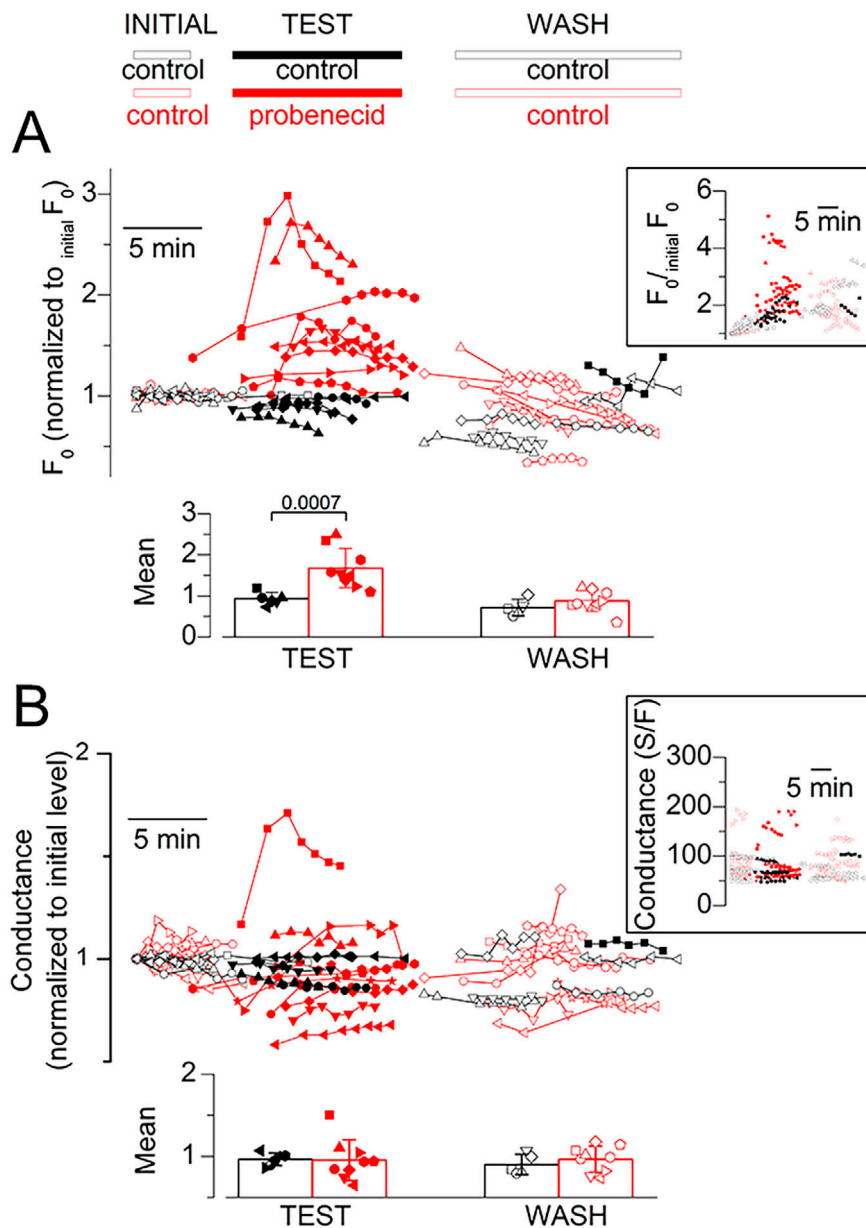 INITIAL TEST WASH
control control control
control probenecid control
A
F0 (normalized to initial F0)
3
2
1
5 min
F0/initial F0
6
4
2
5 min
Mean
3
2
1
0
0.0007
TEST WASH
B
Conductance
(normalized to initial level)
2
1
5 min
Conductance (S/F)
300
200
100
0
5 min
Mean
2
1
TEST WASH